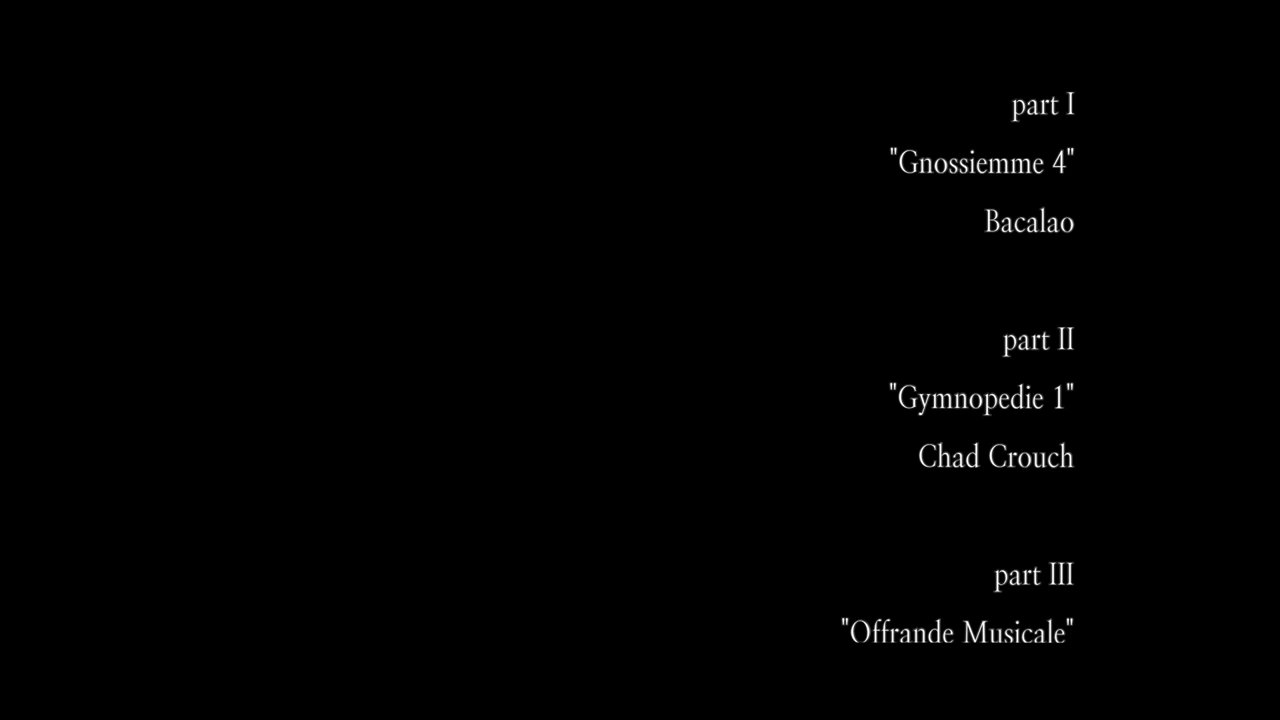 part I
"Gnossiemme 4"
Bacalao
part II
"Gymnopedie 1"
Chad Crouch
part III
"Offrande Musicale"